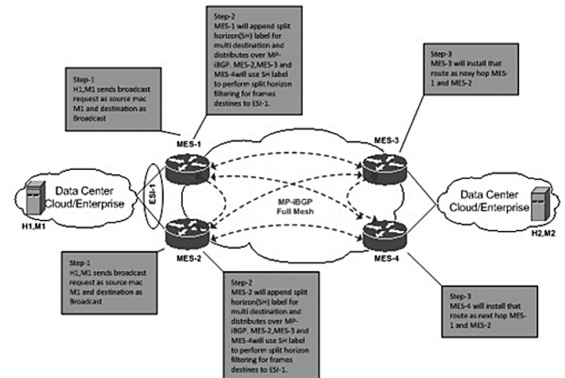 Step-2
MES-1 will append split
horizon(SH) label for
multi destination and
distributes over MP-
iBGP. MES-2,MES-3 and
MES-4will use SH label
to perform split horizon
filtering for frames
destines to ESI-1.
Step-1
H1,M1 sends broadcast
request as source mac
M1 and destination as
Broadcast
Step-3
MES-3 will install that
route as nexy hop MES-
1 and MES-2
MES-1
MES-3
Data Center
Cloud/Enterprise
H1,M1
ESI-1
MP-iBGP
Full Mesh
Data Center
Cloud/Enterprise
H2,M2
MES-2
MES-4
Step-1
H1,M1 sends broadcast
request as source mac
M1 and destination as
Broadcast
Step-2
MES-2 will append split
horizon(SH) label for
multi destination and
distributes over MP-
iBGP. MES-2,MES-3 and
MES-4will use SH label
to perform split horizon
filtering for frames
destines to ESI-1.
Step-3
MES-4 will install that
route as next hop MES-
1 and MES-2